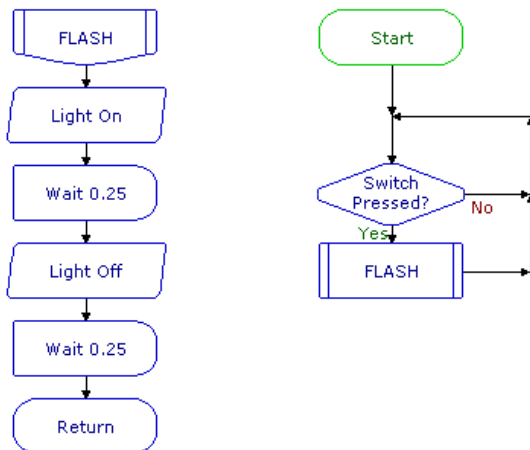 FLASH
Light On
Wait 0.25
Light Off
Wait 0.25
Return
Start
Switch
Pressed?
No
Yes
FLASH